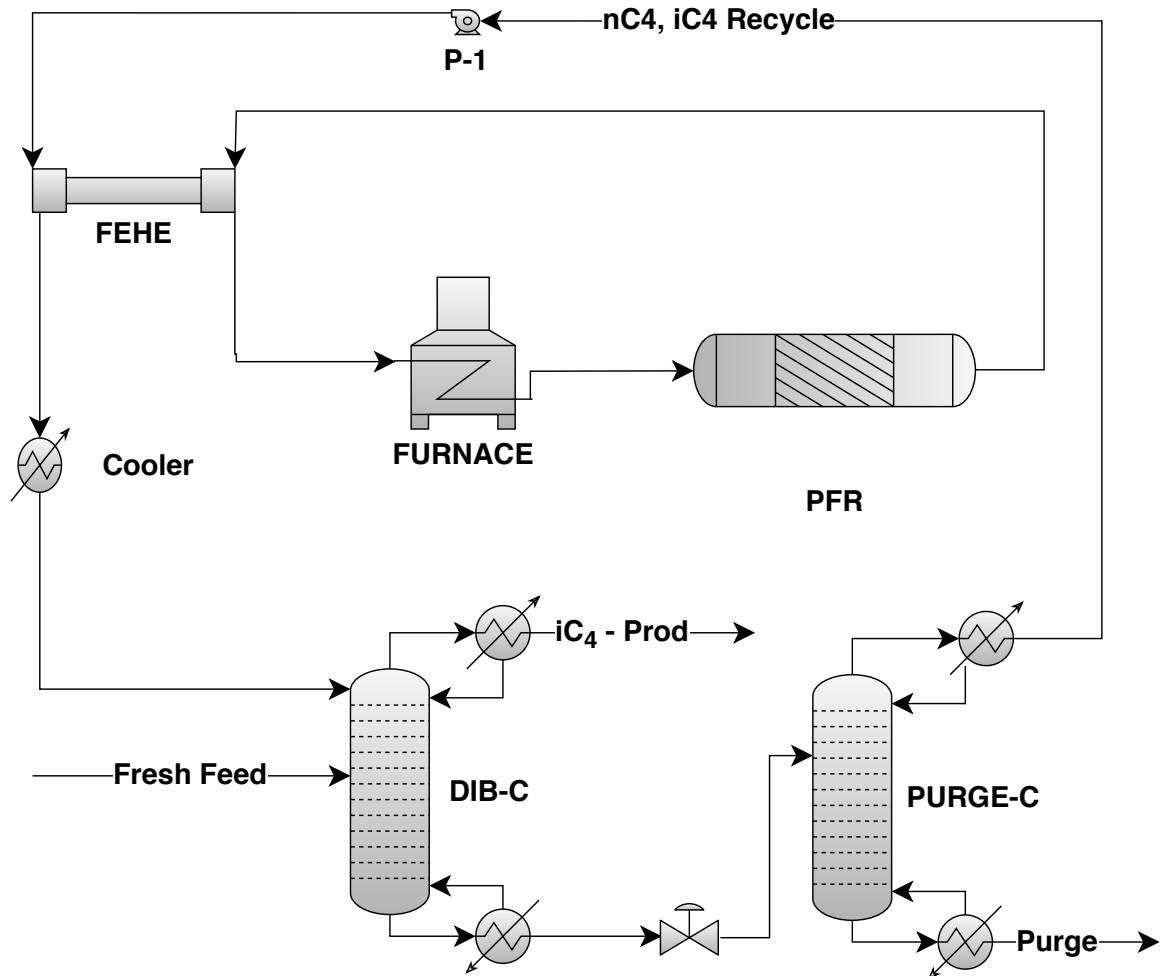 nC4, iC4 Recycle
P-1
FEHE
FURNACE
Cooler
PFR
iC₄ - Prod
Fresh Feed
DIB-C
PURGE-C
Purge